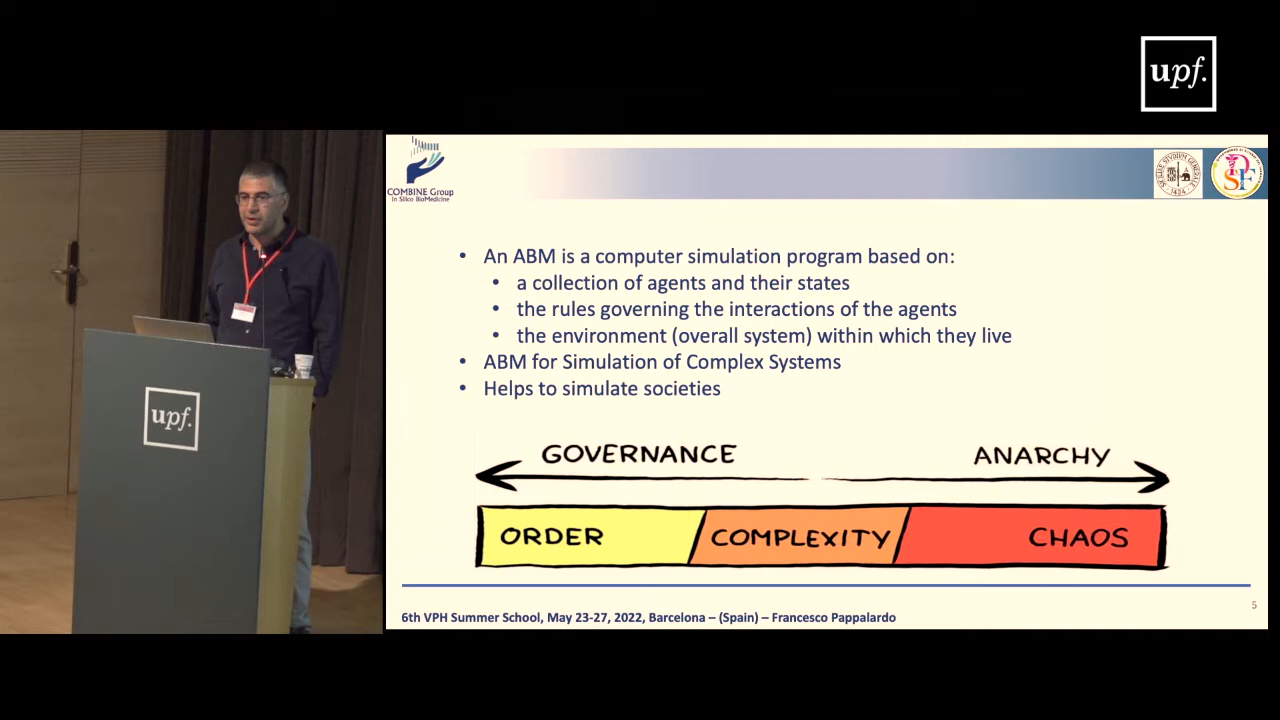 upf.
COMBINE Group
In Silico BioMedicine
• An ABM is a computer simulation program based on:
• a collection of agents and their states
• the rules governing the interactions of the agents
• the environment (overall system) within which they live
• ABM for Simulation of Complex Systems
• Helps to simulate societies
GOVERNANCE ANARCHY
ORDER COMPLEXITY CHAOS
5
6th VPH Summer School, May 23-27, 2022, Barcelona – (Spain) – Francesco Pappalardo
upf.